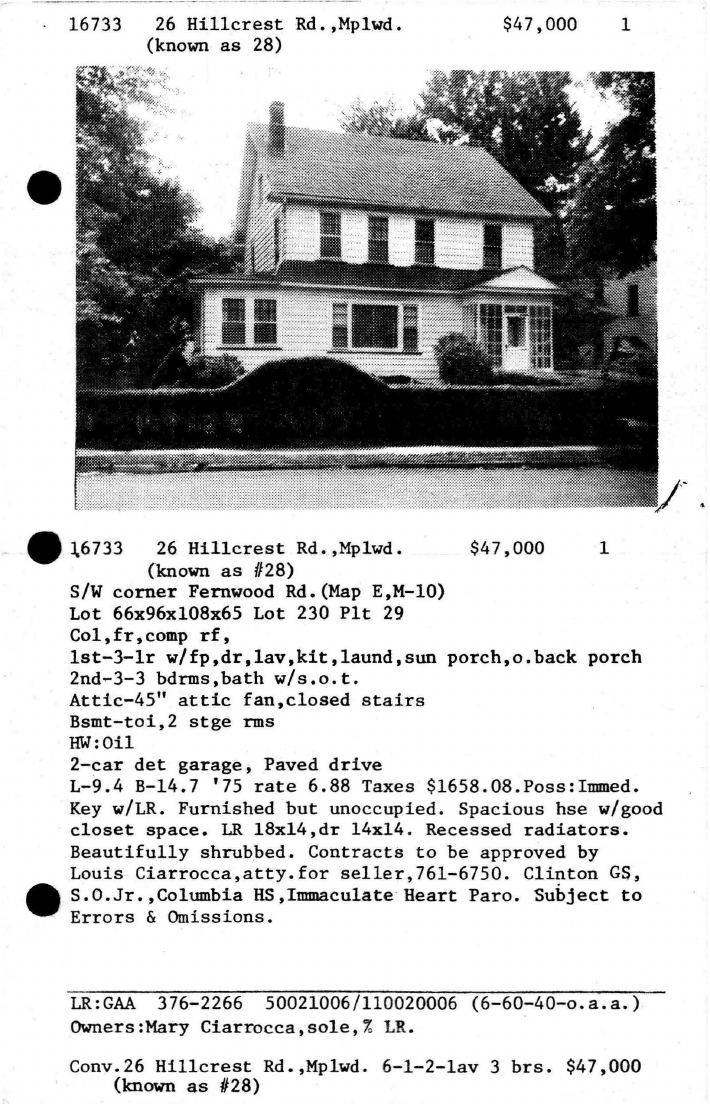 16733 26 Hillcrest Rd.,Mplwd. $47,000 1
(known as 28)
16733 26 Hillcrest Rd.,Mplwd. $47,000 1
(known as #28)
S/W corner Fernwood Rd.(Map E,M-10)
Lot 66x96x108x65 Lot 230 Plt 29
Col,fr,comp rf,
1st-3-lr w/fp,dr,lav,kit,laund,sun porch,o.back porch
2nd-3-3 bdrms,bath w/s.o.t.
Attic-45" attic fan,closed stairs
Bsmt-toi,2 stge rms
HW:Oil
2-car det garage, Paved drive
L-9.4 B-14.7 '75 rate 6.88 Taxes $1658.08.Poss:Immed.
Key w/LR. Furnished but unoccupied. Spacious hse w/good
closet space. LR 18x14,dr 14x14. Recessed radiators.
Beautifully shrubbed. Contracts to be approved by
Louis Ciarrocca,atty.for seller,761-6750. Clinton GS,
S.O.Jr.,Columbia HS,Immaculate Heart Paro. Subject to
Errors & Omissions.
LR:GAA 376-2266 50021006/110020006 (6-60-40-o.a.a.)
Owners:Mary Ciarrocca,sole,% LR.
Conv.26 Hillcrest Rd.,Mplwd. 6-1-2-lav 3 brs. $47,000
(known as #28)